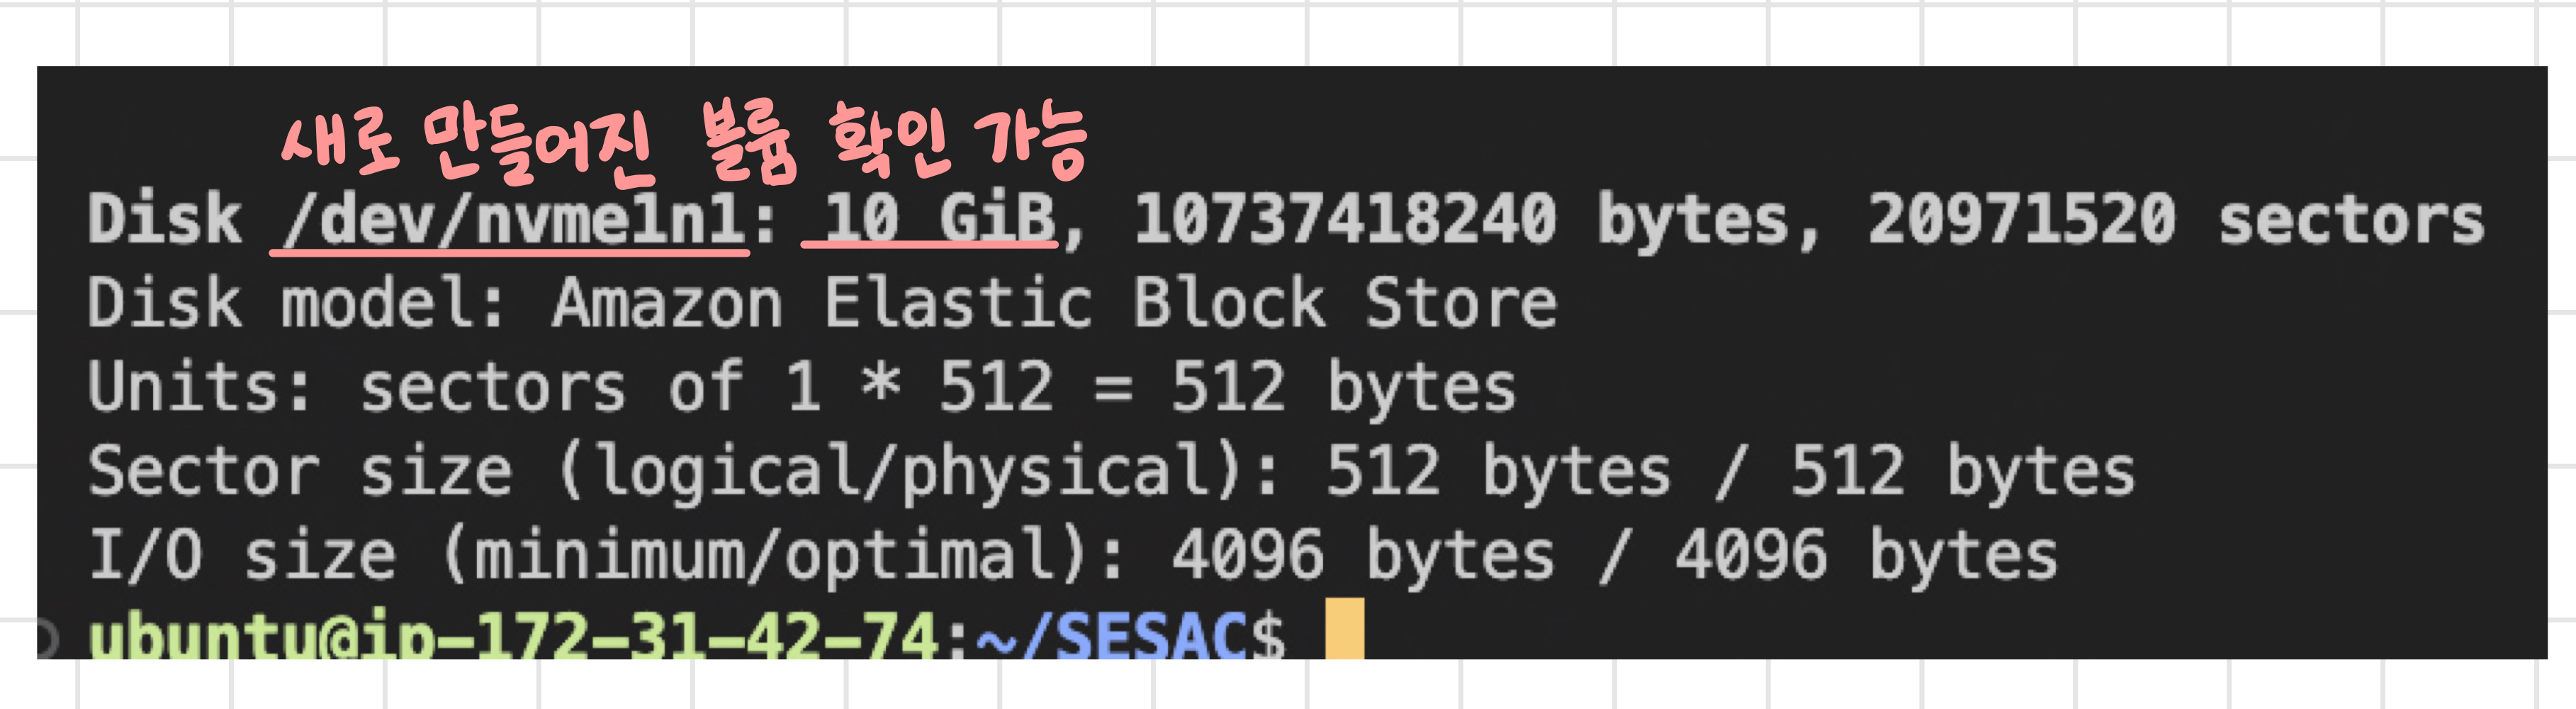 새로 만들어진 볼륨 확인 가능
Disk /dev/nvme1n1: 10 GiB, 10737418240 bytes, 20971520 sectors
Disk model: Amazon Elastic Block Store
Units: sectors of 1 * 512 = 512 bytes
Sector size (logical/physical): 512 bytes / 512 bytes
I/O size (minimum/optimal): 4096 bytes / 4096 bytes
ubuntu@ip-172-31-42-74:~/SESAC$